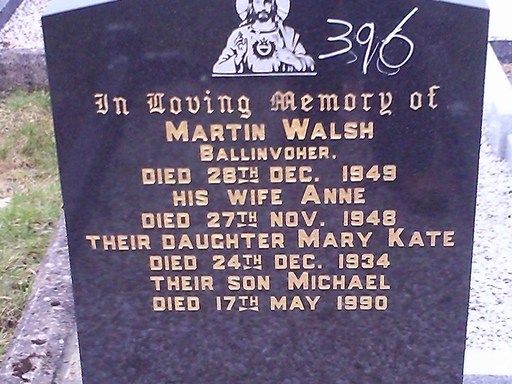 396
In Loving Memory of
MARTIN WALSH
BALLINVOHER.
DIED 28TH DEC. 1949
HIS WIFE ANNE
DIED 27TH NOV. 1948
THEIR DAUGHTER MARY KATE
DIED 24TH DEC. 1934
THEIR SON MICHAEL
DIED 17TH MAY 1990